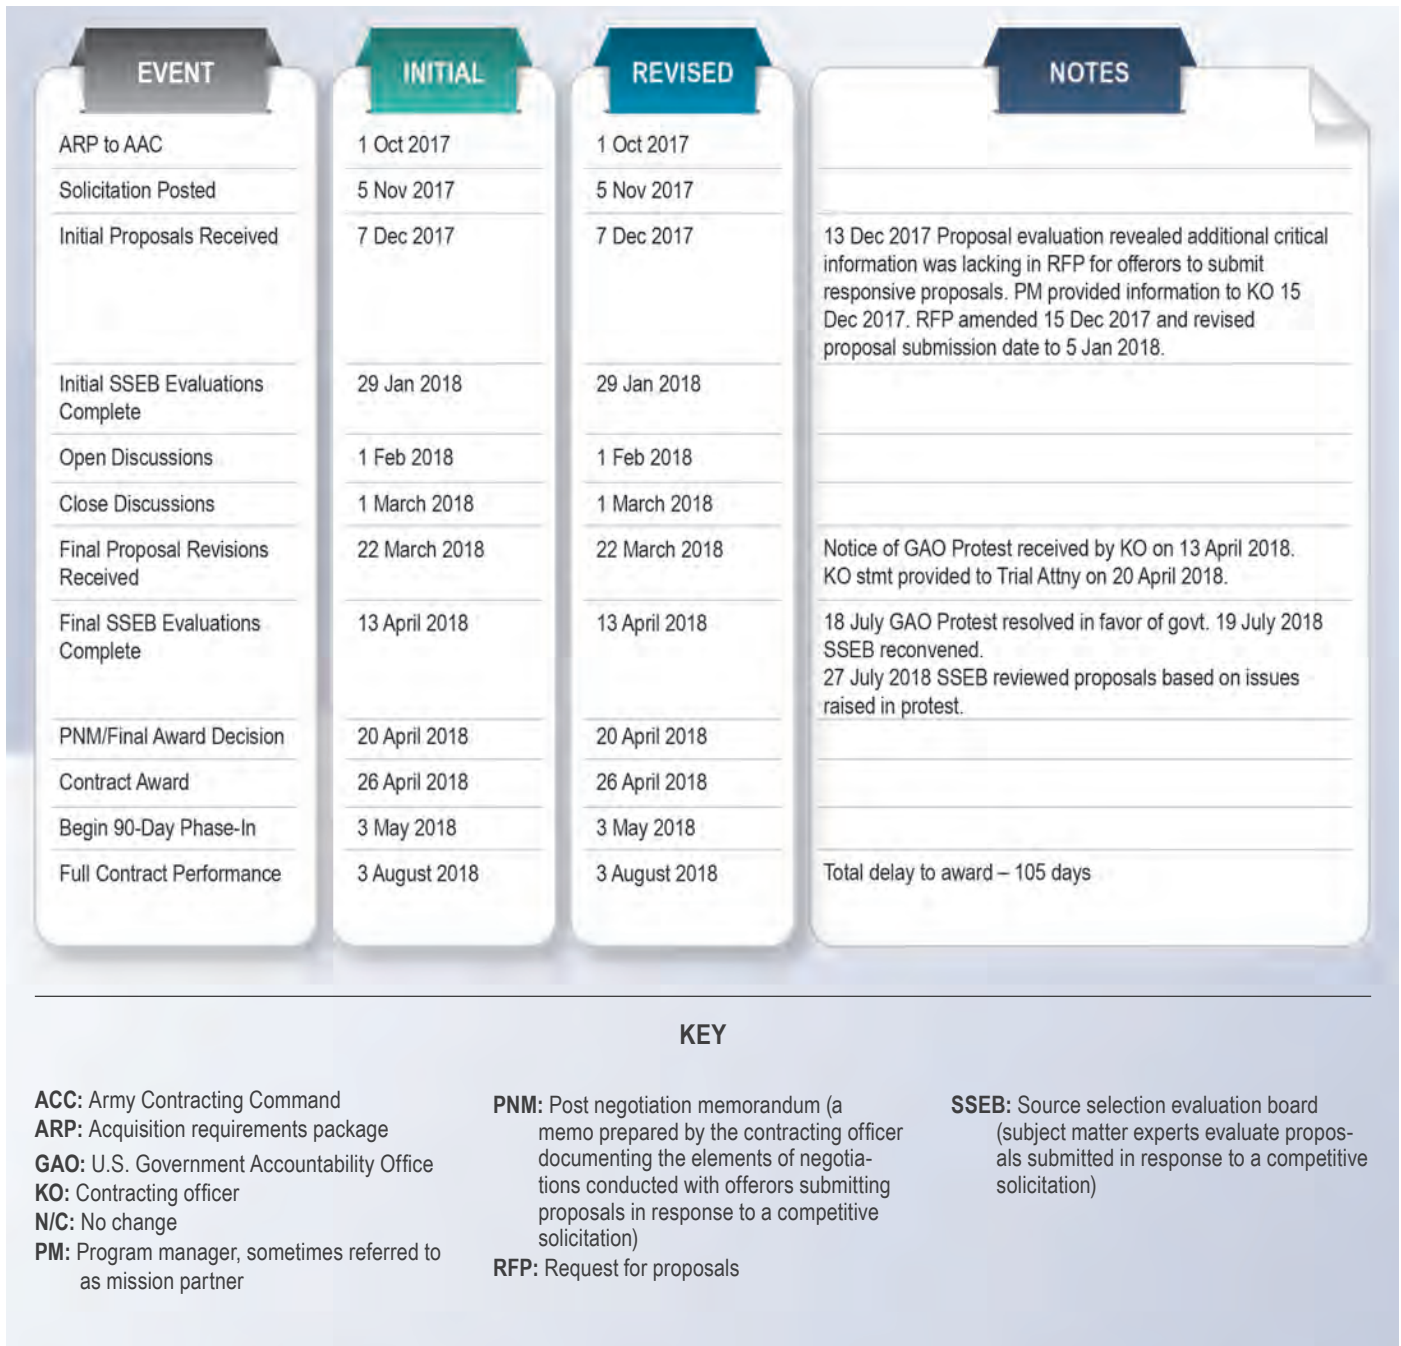 EVENT INITIAL REVISED NOTES
ARP to AAC 1 Oct 2017 1 Oct 2017
Solicitation Posted 5 Nov 2017 5 Nov 2017
Initial Proposals Received 7 Dec 2017 7 Dec 2017 13 Dec 2017 Proposal evaluation revealed additional critical
information was lacking in RFP for offerors to submit
responsive proposals. PM provided information to KO 15
Dec 2017. RFP amended 15 Dec 2017 and revised
proposal submission date to 5 Jan 2018.
Initial SSEB Evaluations 29 Jan 2018 29 Jan 2018
Complete
Open Discussions 1 Feb 2018 1 Feb 2018
Close Discussions 1 March 2018 1 March 2018
Final Proposal Revisions 22 March 2018 22 March 2018 Notice of GAO Protest received by KO on 13 April 2018.
Received KO stmt provided to Trial Attny on 20 April 2018.
Final SSEB Evaluations 13 April 2018 13 April 2018 18 July GAO Protest resolved in favor of govt. 19 July 2018
Complete SSEB reconvened.
27 July 2018 SSEB reviewed proposals based on issues
raised in protest.
PNM/Final Award Decision 20 April 2018 20 April 2018
Contract Award 26 April 2018 26 April 2018
Begin 90-Day Phase-In 3 May 2018 3 May 2018
Full Contract Performance 3 August 2018 3 August 2018 Total delay to award – 105 days
KEY
ACC: Army Contracting Command
ARP: Acquisition requirements package
GAO: U.S. Government Accountability Office
KO: Contracting officer
N/C: No change
PM: Program manager, sometimes referred to
as mission partner
PNM: Post negotiation memorandum (a
memo prepared by the contracting officer
documenting the elements of negotia-
tions conducted with offerors submitting
proposals in response to a competitive
solicitation)
RFP: Request for proposals
SSEB: Source selection evaluation board
(subject matter experts evaluate propos-
als submitted in response to a competitive
solicitation)